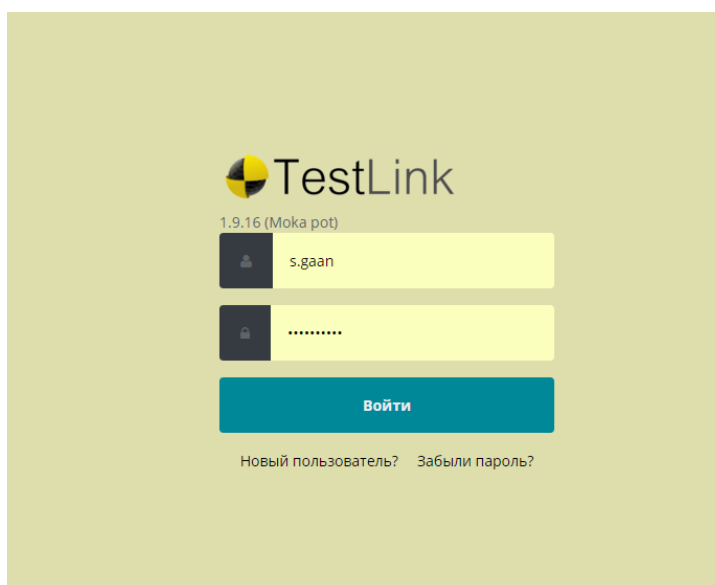 TestLink
1.9.16 (Moka pot)
s.gaan
••••••••••
Войти
Новый пользователь? Забыли пароль?